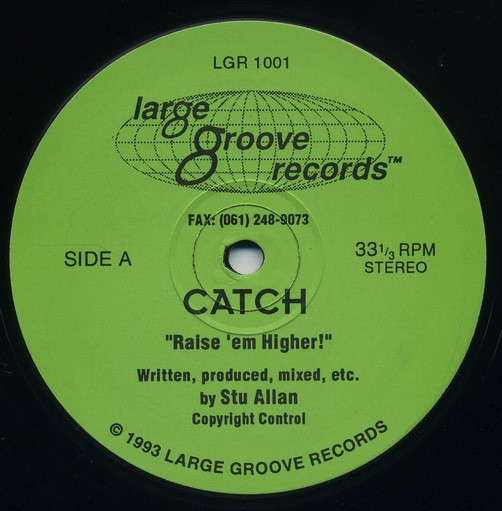 LGR 1001
large
groove
records™
FAX: (061) 248-9073
SIDE A
33 1/3 RPM
STEREO
CATCH
"Raise 'em Higher!"
Written, produced, mixed, etc.
by Stu Allan
Copyright Control
© 1993 LARGE GROOVE RECORDS